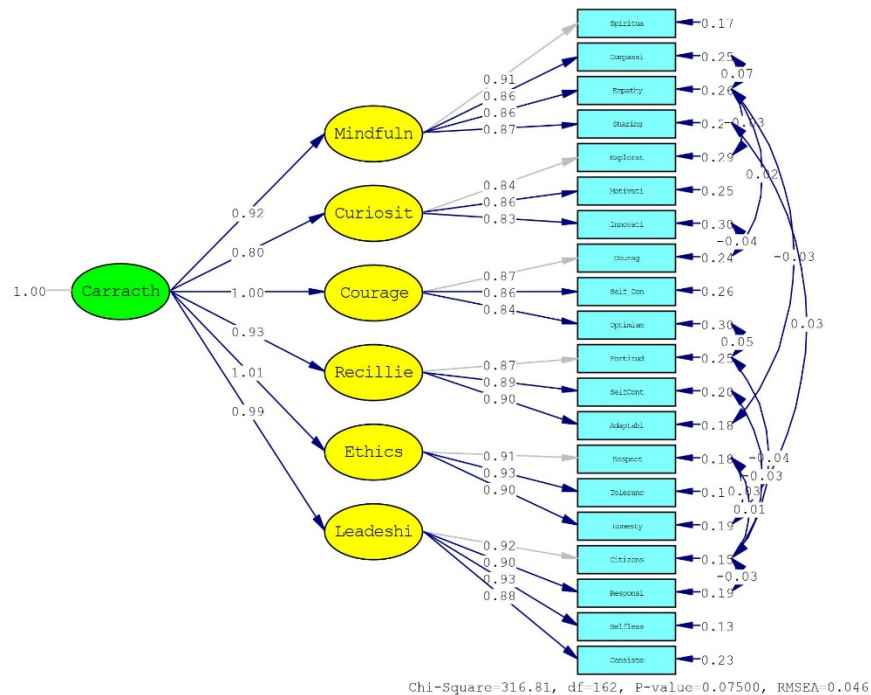 Spiritua
0.17
Compassi
0.25
0.07
Empathy
0.26
-0.03
Sharing
Explorat
0.29
0.02
Motivati
0.25
Innovati
0.30
-0.04
Courag
0.24
-0.03
Self_Con
0.26
Optimism
0.30
0.03
0.05
Fortitud
0.25
SelfCont
0.20
Adaptabi
0.18
Respect
0.18
-0.04
-0.03
Toleranc
0.03
0.01
Honesty
0.19
Citizens
0.15
-0.03
Responsi
0.19
Selfless
0.13
Consiste
0.23
0.91
0.86
0.86
0.87
Mindfuln
0.84
0.86
0.83
Curiosit
0.87
0.86
0.84
Courage
0.87
0.89
0.90
Recillie
0.91
0.93
0.90
Ethics
0.92
0.90
0.93
0.88
Leadeshi
0.92
0.80
1.00
0.93
1.01
0.99
1.00
Carracth
Chi-Square=316.81, df=162, P-value=0.07500, RMSEA=0.046